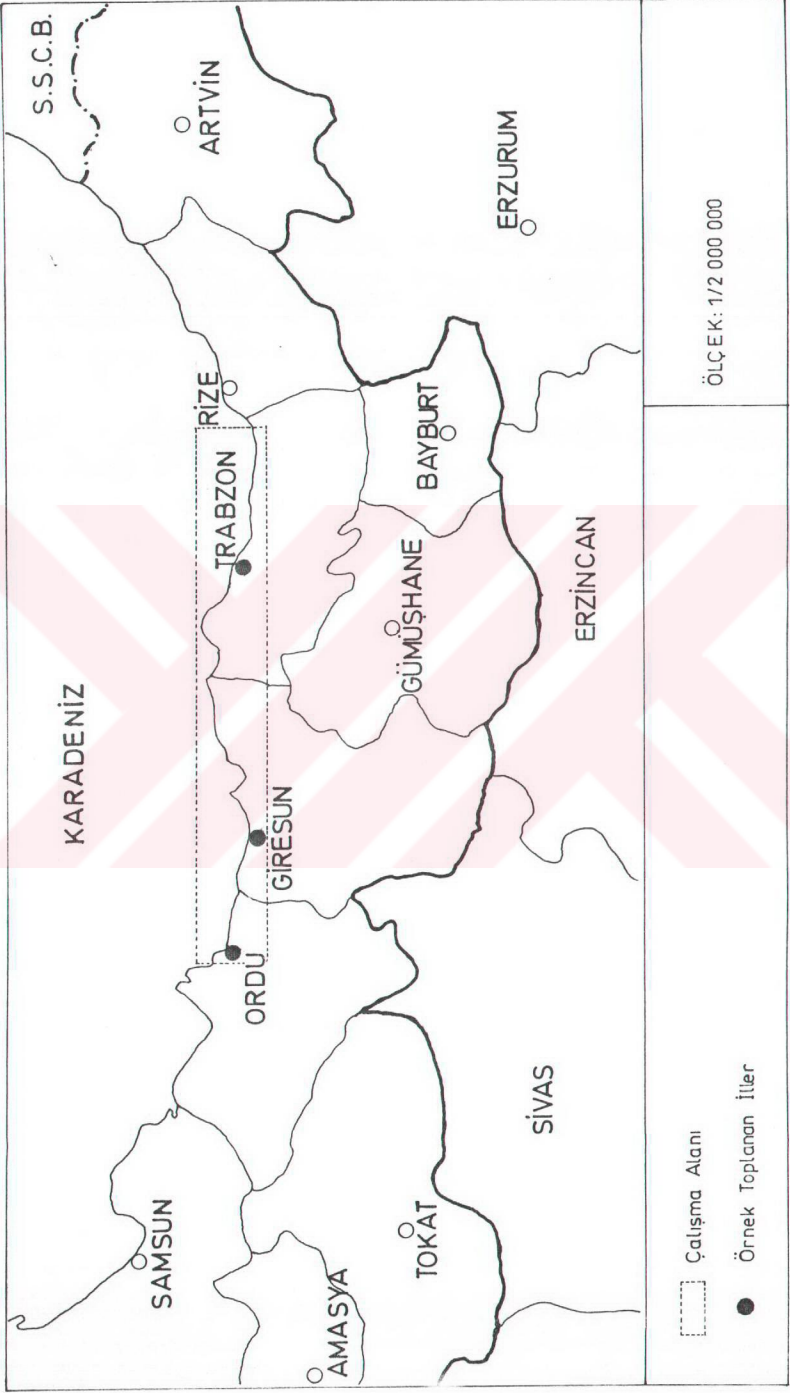 S.S.C.B.
KARADENİZ
ARTVİN
RİZE
TRABZON
SAMSUN
ORDU
GİRESUN
GÜMÜŞHANE
BAYBURT
ERZURUM
AMASYA
TOKAT
SİVAS
ERZİNCAN
Çalışma Alanı
Örnek Toplanan İller
ÖLÇEK: 1/2 000 000